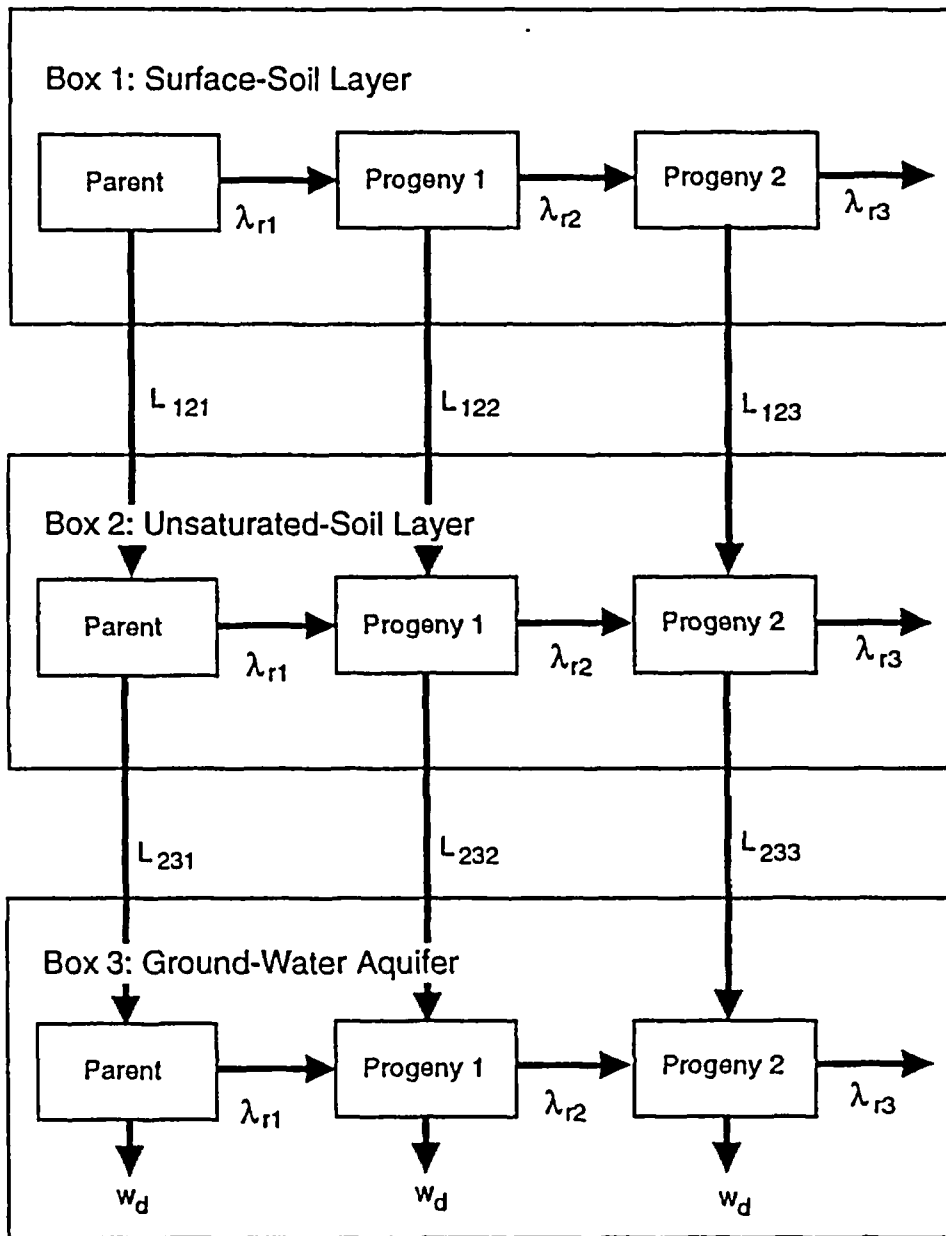 Box 1: Surface-Soil Layer
Parent
Progeny 1
Progeny 2
λr1
λr2
λr3
L121
L122
L123
Box 2: Unsaturated-Soil Layer
Parent
Progeny 1
Progeny 2
λr1
λr2
λr3
L231
L232
L233
Box 3: Ground-Water Aquifer
Parent
Progeny 1
Progeny 2
λr1
λr2
λr3
wd
wd
wd